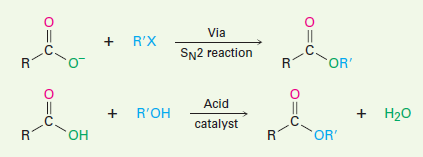 O O
C + R'X Via C
R O⁻ SN2 reaction R OR'
O O
C + R'OH Acid C + H₂O
R OH catalyst R OR'